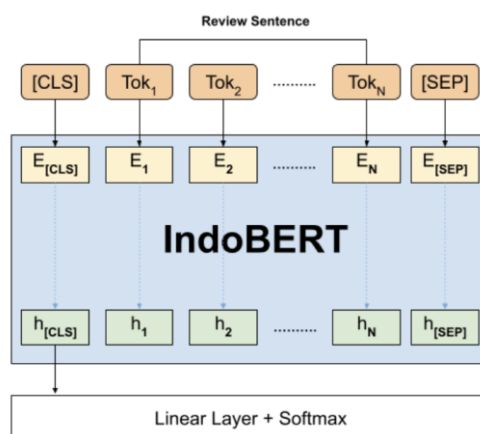 Review Sentence
[CLS] Tok1 Tok2 .......... TokN [SEP]
E[CLS] E1 E2 .......... EN E[SEP]
IndoBERT
h[CLS] h1 h2 .......... hN h[SEP]
Linear Layer + Softmax